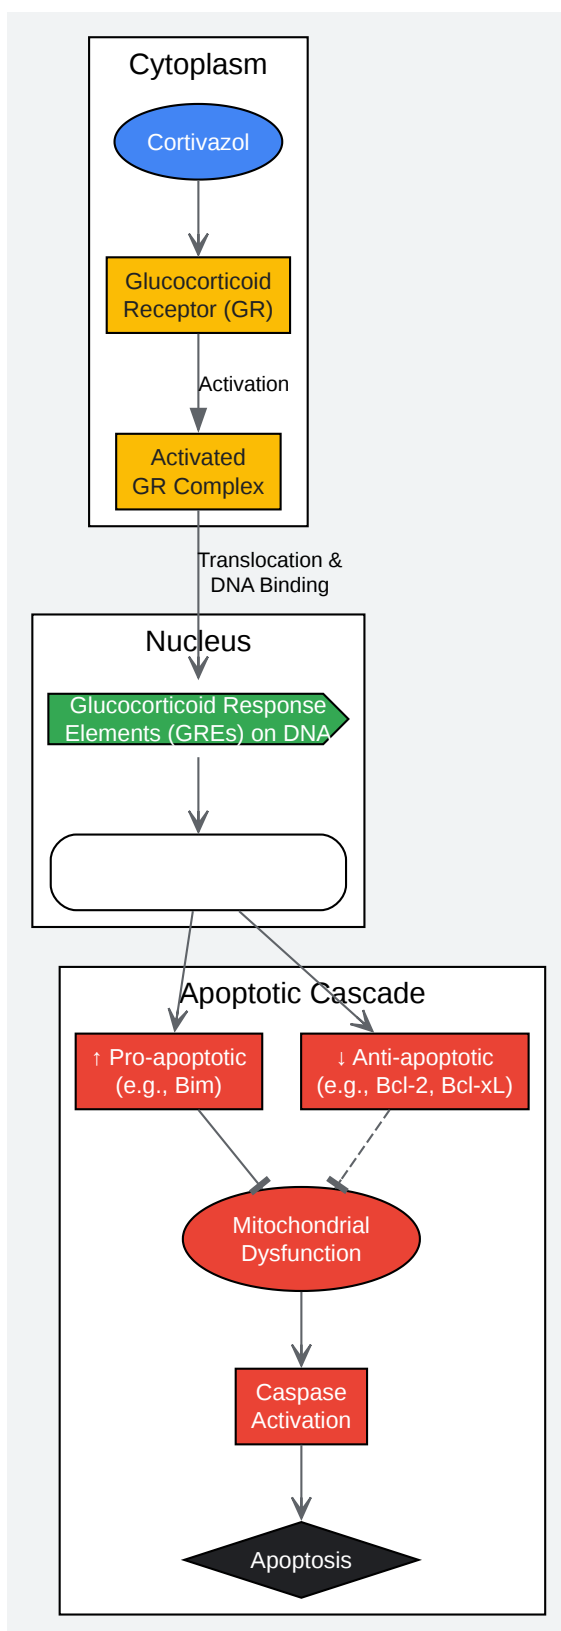 Cytoplasm
Cortivazol
Glucocorticoid
Receptor (GR)
Activation
Activated
GR Complex
Translocation &
DNA Binding
Nucleus
Glucocorticoid Response
Elements (GREs) on DNA
Apoptotic Cascade
↑ Pro-apoptotic
(e.g., Bim)
↓ Anti-apoptotic
(e.g., Bcl-2, Bcl-xL)
Mitochondrial
Dysfunction
Caspase
Activation
Apoptosis